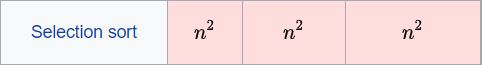 Selection sort n² n² n²